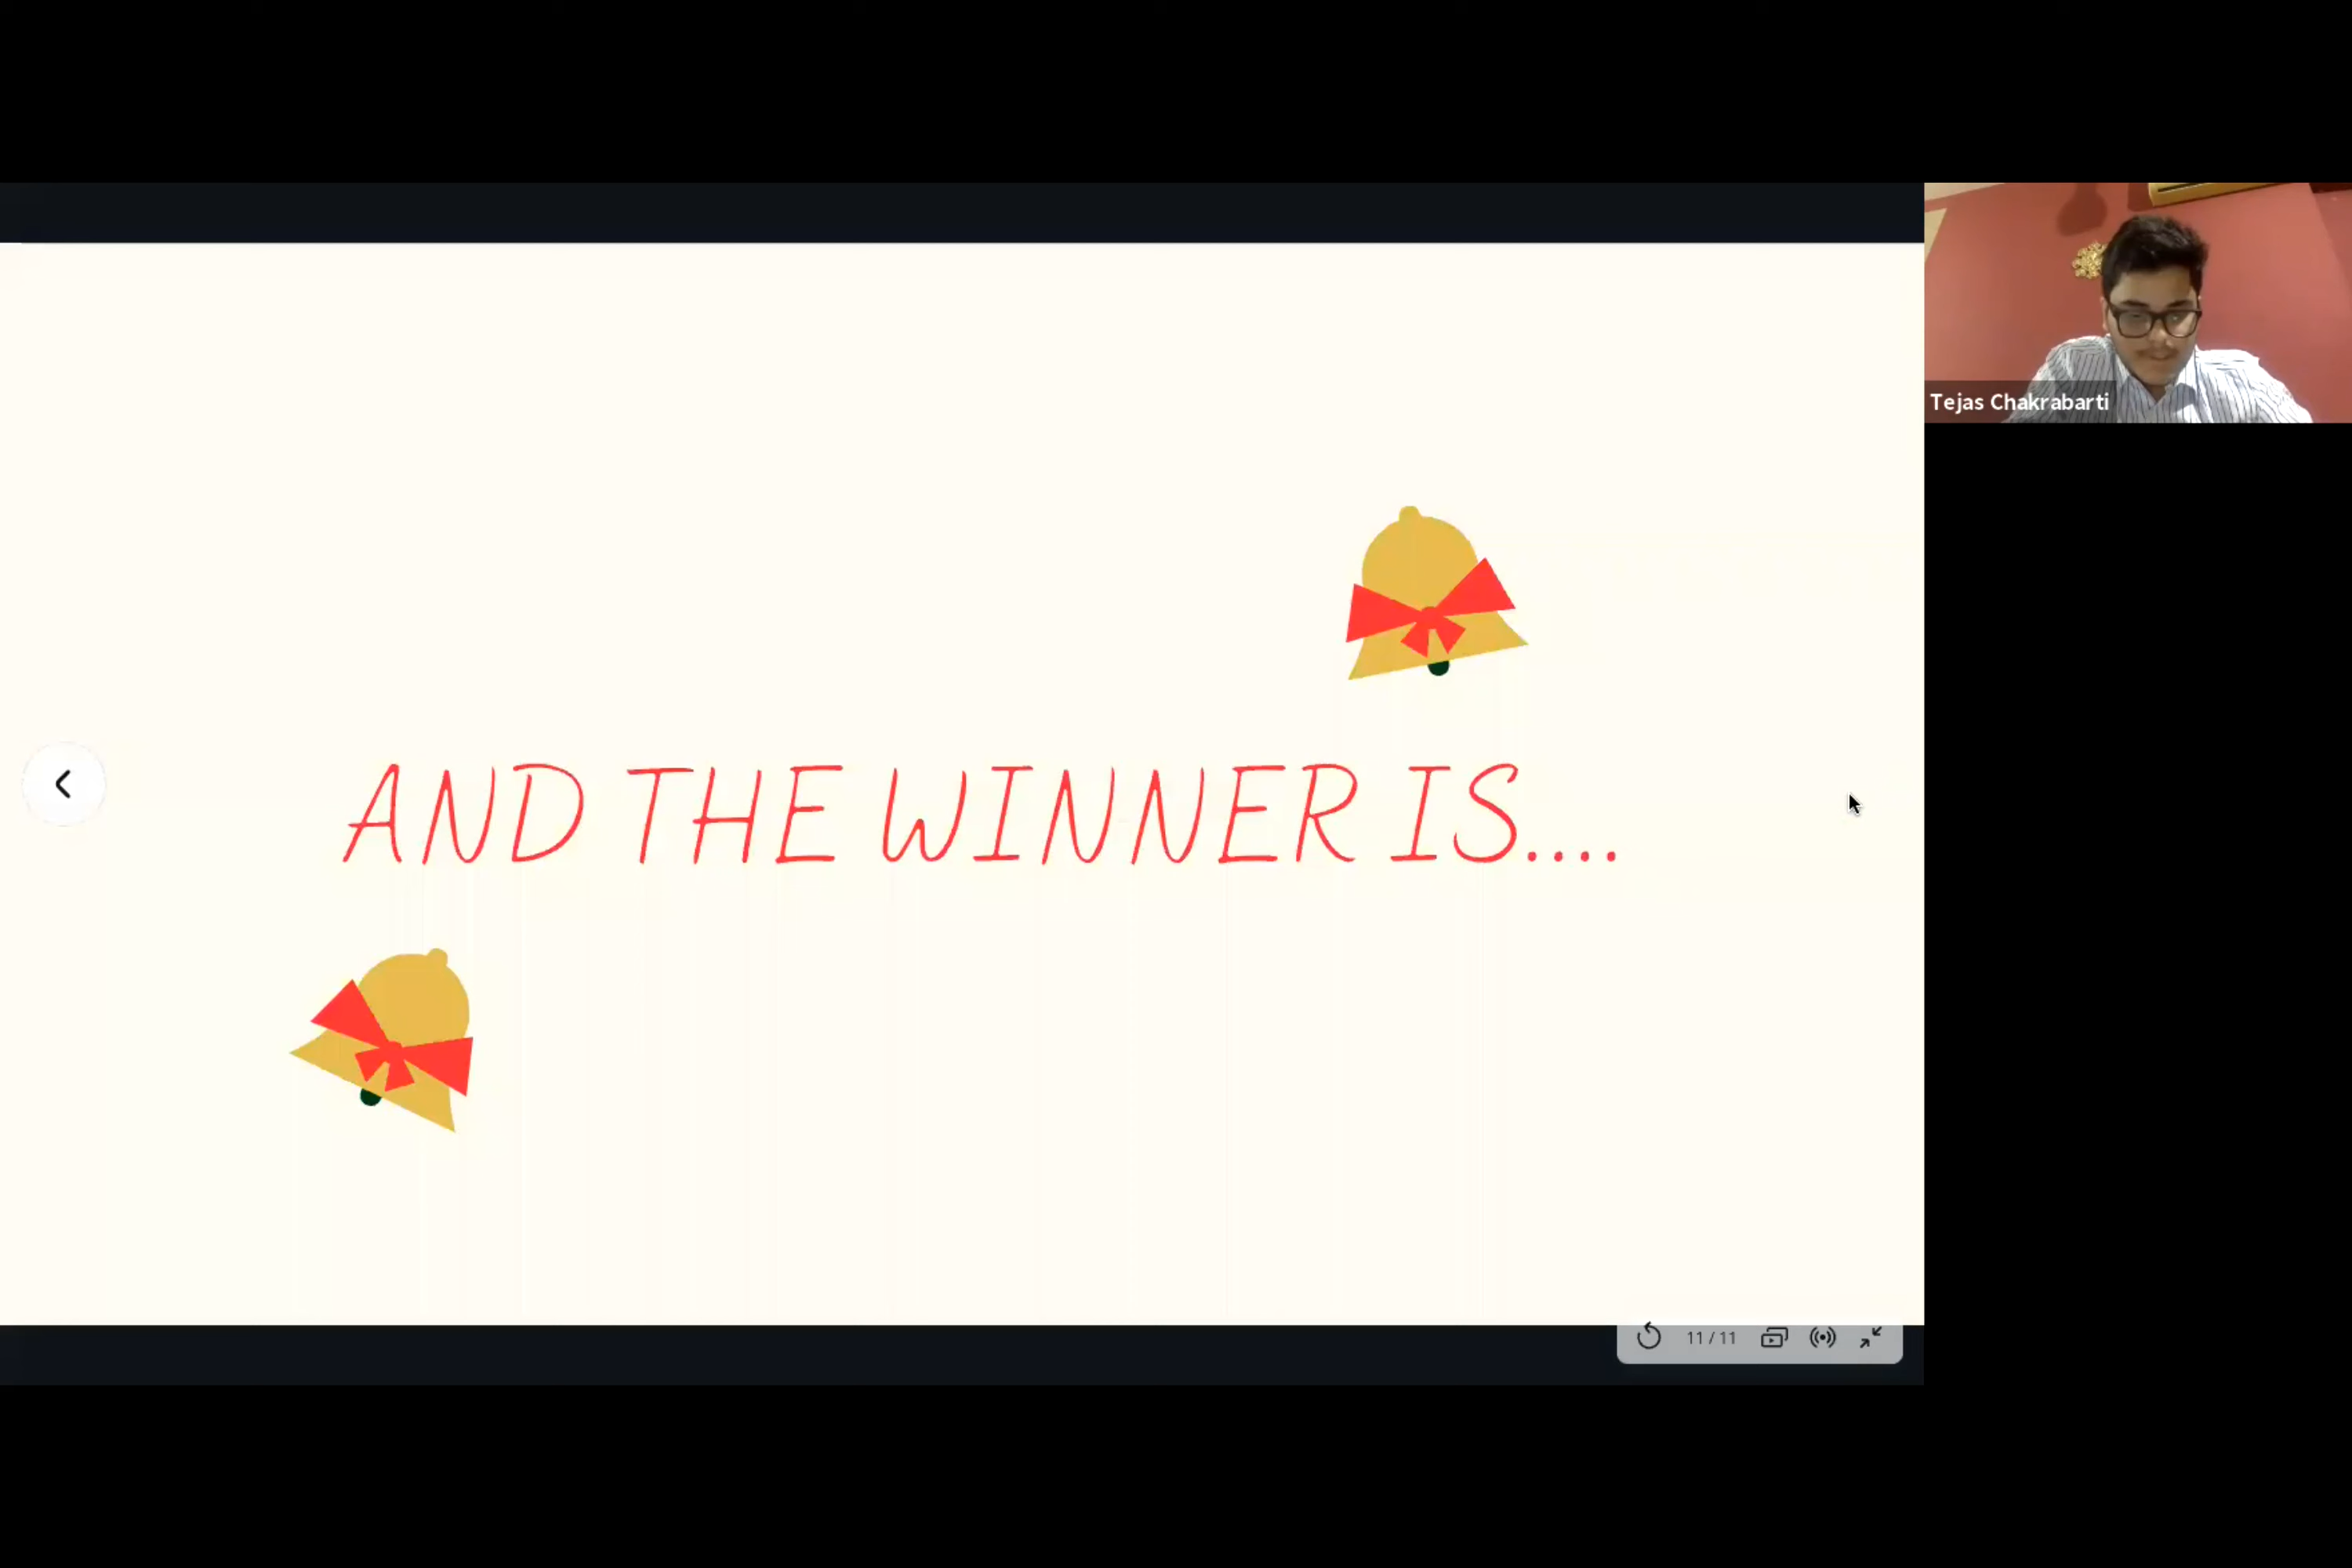 Tejas Chakrabarti
AND THE WINNER IS....
11 / 11